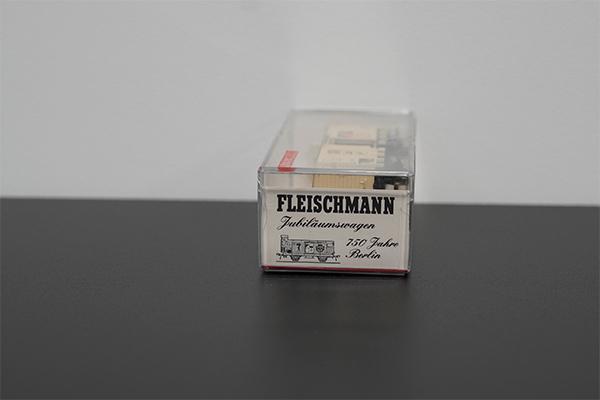 FLEISCHMANN
Jubiläumswagen
750 Jahre
Berlin